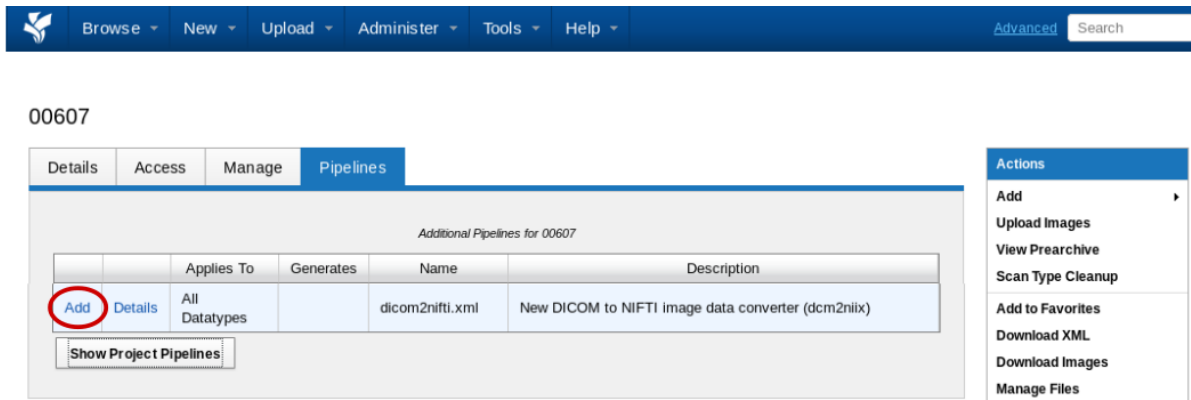 Browse New Upload Administer Tools Help Advanced Search
00607
Details Access Manage Pipelines
Additional Pipelines for 00607
Applies To Generates Name Description
Add Details All Datatypes dicom2nifti.xml New DICOM to NIFTI image data converter (dcm2niix)
Show Project Pipelines
Actions
Add
Upload Images
View Prearchive
Scan Type Cleanup
Add to Favorites
Download XML
Download Images
Manage Files